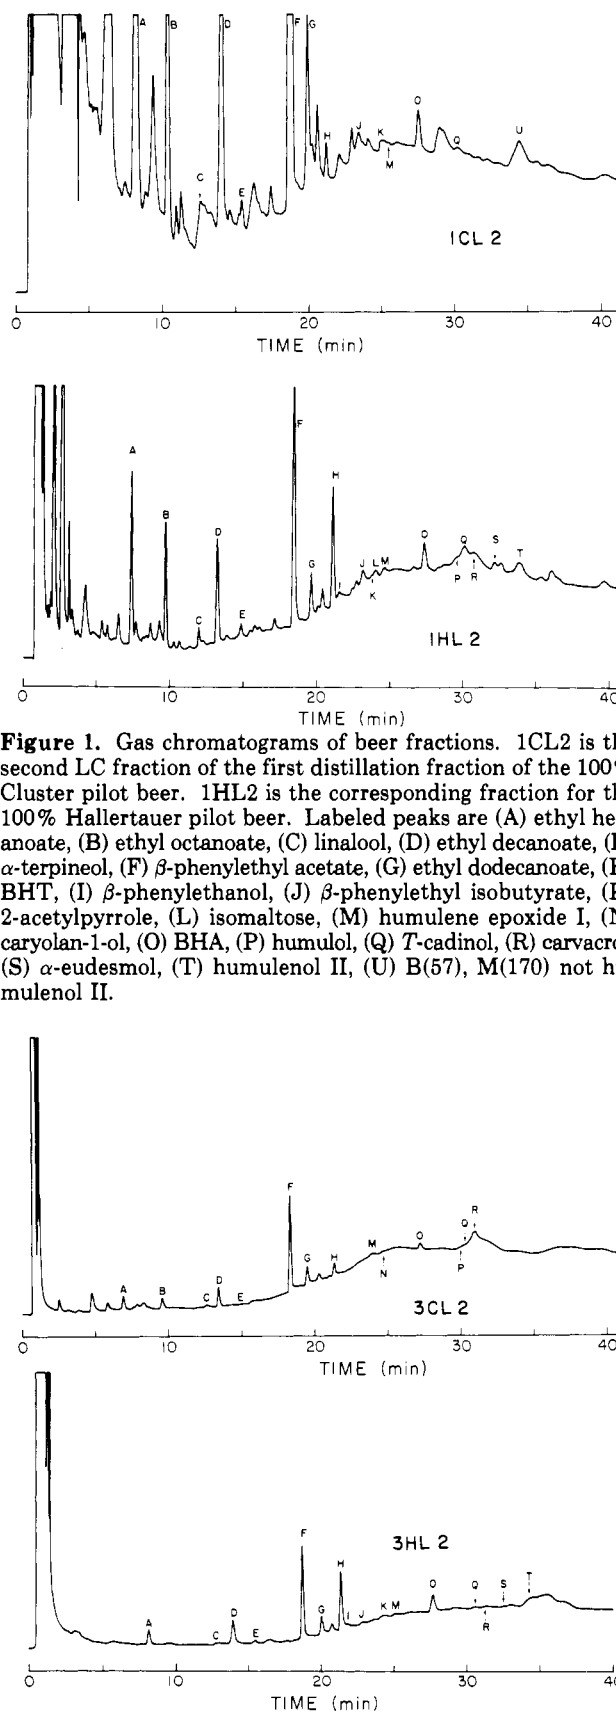 A B D F G
C E H J K M O Q U
1CL 2
0 10 20 30 40
TIME (min)
F
A H
B D O Q S
C E G J L M T
K P R
1HL 2
0 10 20 30 40
TIME (min)
Figure 1. Gas chromatograms of beer fractions. 1CL2 is th
second LC fraction of the first distillation fraction of the 100%
Cluster pilot beer. 1HL2 is the corresponding fraction for th
100% Hallertauer pilot beer. Labeled peaks are (A) ethyl he
anoate, (B) ethyl octanoate, (C) linalool, (D) ethyl decanoate, (
α-terpineol, (F) β-phenylethyl acetate, (G) ethyl dodecanoate, (
BHT, (I) β-phenylethanol, (J) β-phenylethyl isobutyrate, (
2-acetylpyrrole, (L) isomaltose, (M) humulene epoxide I, (
caryolan-1-ol, (O) BHA, (P) humulol, (Q) T-cadinol, (R) carvacro
(S) α-eudesmol, (T) humulenol II, (U) B(57), M(170) not h
mulenol II.
F R
A B C D E G H M O Q
N P
3CL 2
0 10 20 30 40
TIME (min)
F 3HL 2
H
A C D E G I J K M O Q S T
R
0 10 20 30 40
TIME (min)